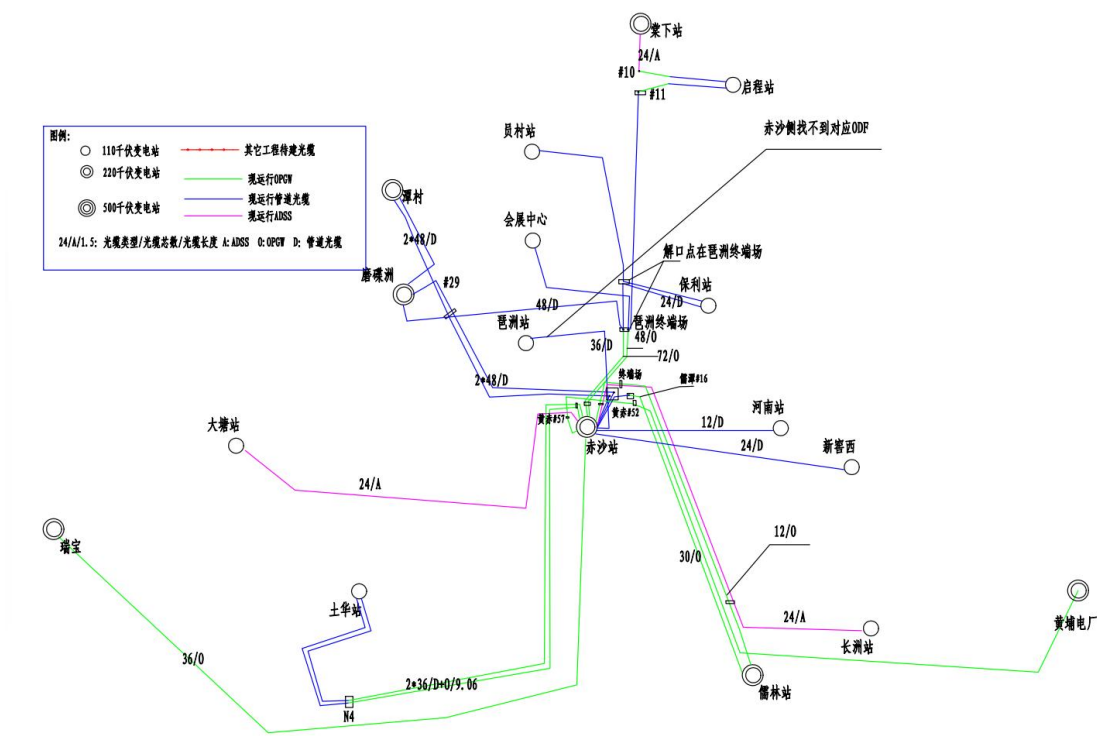 棠下站
24/A
#10
#11
启程站
赤沙侧找不到对应ODF
员村站
图例:
110千伏变电站
其它工程待建光缆
220千伏变电站
现运行OPGW
现运行管道光缆
500千伏变电站
现运行ADSS
24/A/1.5: 光缆类型/光缆芯数/光缆长度 A:ADSS O:OPGW D: 管道光缆
潭村
会展中心
2*48/D
解口点在琶洲终端场
磨碟洲
#29
保利站
24/D
48/D
琶洲站
琶洲终端场
36/D
48/O
72/O
2*48/D
终端场
儒潭#16
黄赤#52
河南站
黄赤#57
12/D
大塘站
赤沙站
24/D
新窖西
24/A
瑞宝
12/O
30/O
土华站
24/A
黄埔电厂
长洲站
36/O
2*36/D+O/9.06
儒林站
N4